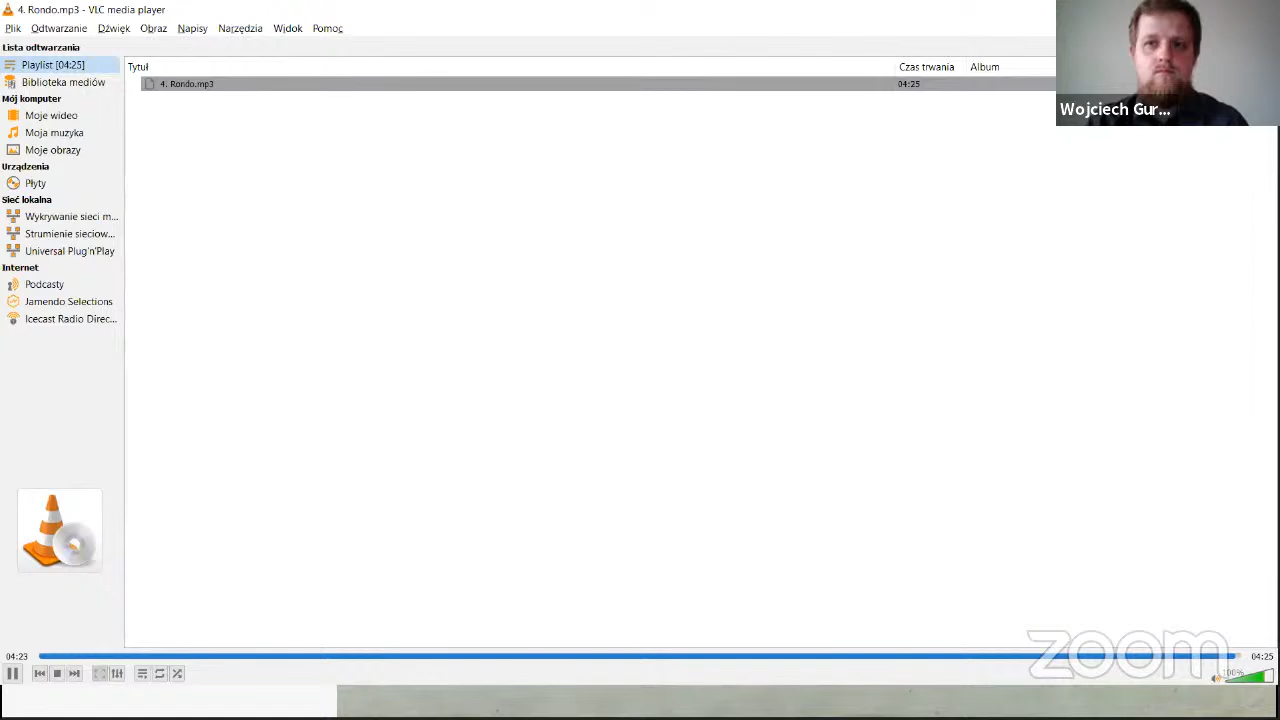 4. Rondo.mp3 - VLC media player
Plik Odtwarzanie Dźwięk Obraz Napisy Narzędzia Widok Pomoc
Lista odtwarzania
Playlist [04:25]
Biblioteka mediów
Mój komputer
Moje wideo
Moja muzyka
Moje obrazy
Urządzenia
Płyty
Sieć lokalna
Wykrywanie sieci m...
Strumienie sieciow...
Universal Plug'n'Play
Internet
Podcasty
Jamendo Selections
Icecast Radio Direc...
Tytuł Czas trwania Album
4. Rondo.mp3 04:25
Wojciech Gur...
zoom
04:23 04:25
100%